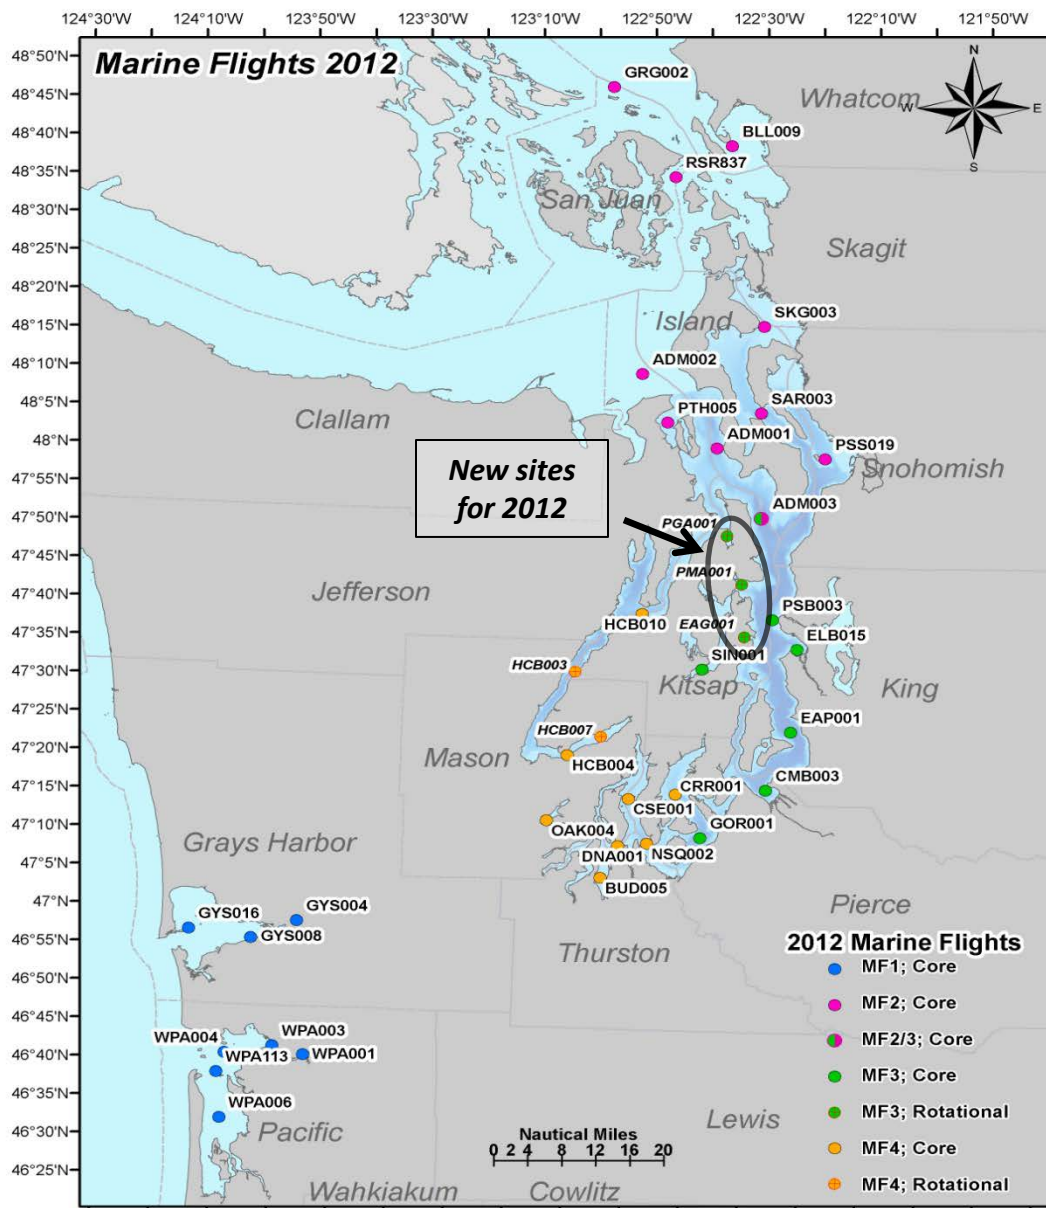 124°30'W 124°10'W 123°50'W 123°10'W 122°50'W 122°30'W 122°10'W 121°50'W
Marine Flights 2012
48°50'N
48°45'N
48°40'N
48°35'N
48°30'N
48°25'N
48°20'N
48°15'N
48°10'N
48°5'N
48°N
47°55'N
47°50'N
47°45'N
47°40'N
47°35'N
47°30'N
47°25'N
47°20'N
47°15'N
47°10'N
47°5'N
47°N
46°55'N
46°50'N
46°45'N
46°40'N
46°35'N
46°30'N
46°25'N
N
W E
S
GRG002
Whatcom
BLL009
RSR837
San Juan
Skagit
SKG003
Island
ADM002
SAR003
PTH005
Clallam
ADM001
PSS019
Snohomish
New sites
for 2012
ADM003
PGA001
PMA001
Jefferson
PSB003
HCB010
EAG001
ELB015
SIN001
HCB003
Kitsap
King
EAP001
HCB007
Mason
HCB004
CMB003
CRR001
CSE001
OAK004
GOR001
Grays Harbor
DNA001
NSQ002
BUD005
GYS016
GYS004
GYS008
Pierce
Thurston
WPA004
WPA003
WPA113
WPA001
WPA006
Pacific
Lewis
Wahkiakum
Cowlitz
Nautical Miles
0 2 4 8 12 16 20
2012 Marine Flights
MF1; Core
MF2; Core
MF2/3; Core
MF3; Core
MF3; Rotational
MF4; Core
MF4; Rotational